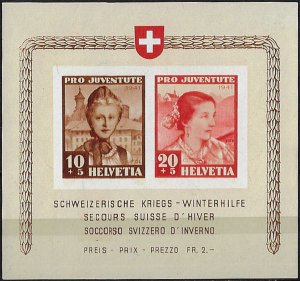 PRO JUVENTUTE
1941
10
+ 5
HELVETIA
PRO JUVENTUTE
1941
20
+ 5
HELVETIA
SCHWEIZERISCHE KRIEGS - WINTERHILFE
SECOURS SUISSE D'HIVER
SOCCORSO SVIZZERO D'INVERNO
PREIS - PRIX - PREZZO FR. 2.-